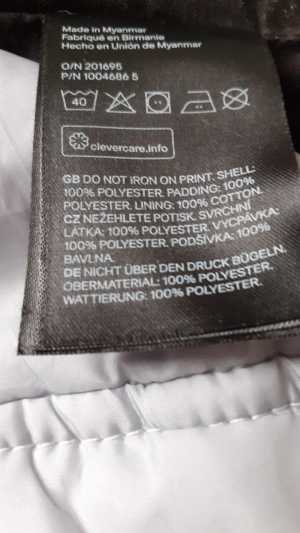 Made in Myanmar
Fabriqué en Birmanie
Hecho en Unión de Myanmar
O/N 201695
P/N 1004686 5
40
clevercare.info
GB DO NOT IRON ON PRINT. SHELL:
100% POLYESTER. PADDING: 100%
POLYESTER. LINING: 100% COTTON.
CZ NEŽEHLETE POTISK. SVRCHNÍ
LÁTKA: 100% POLYESTER. VYCPÁVKA:
100% POLYESTER. PODŠÍVKA: 100%
BAVLNA.
DE NICHT ÜBER DEN DRUCK BÜGELN.
OBERMATERIAL: 100% POLYESTER.
WATTIERUNG: 100% POLYESTER.